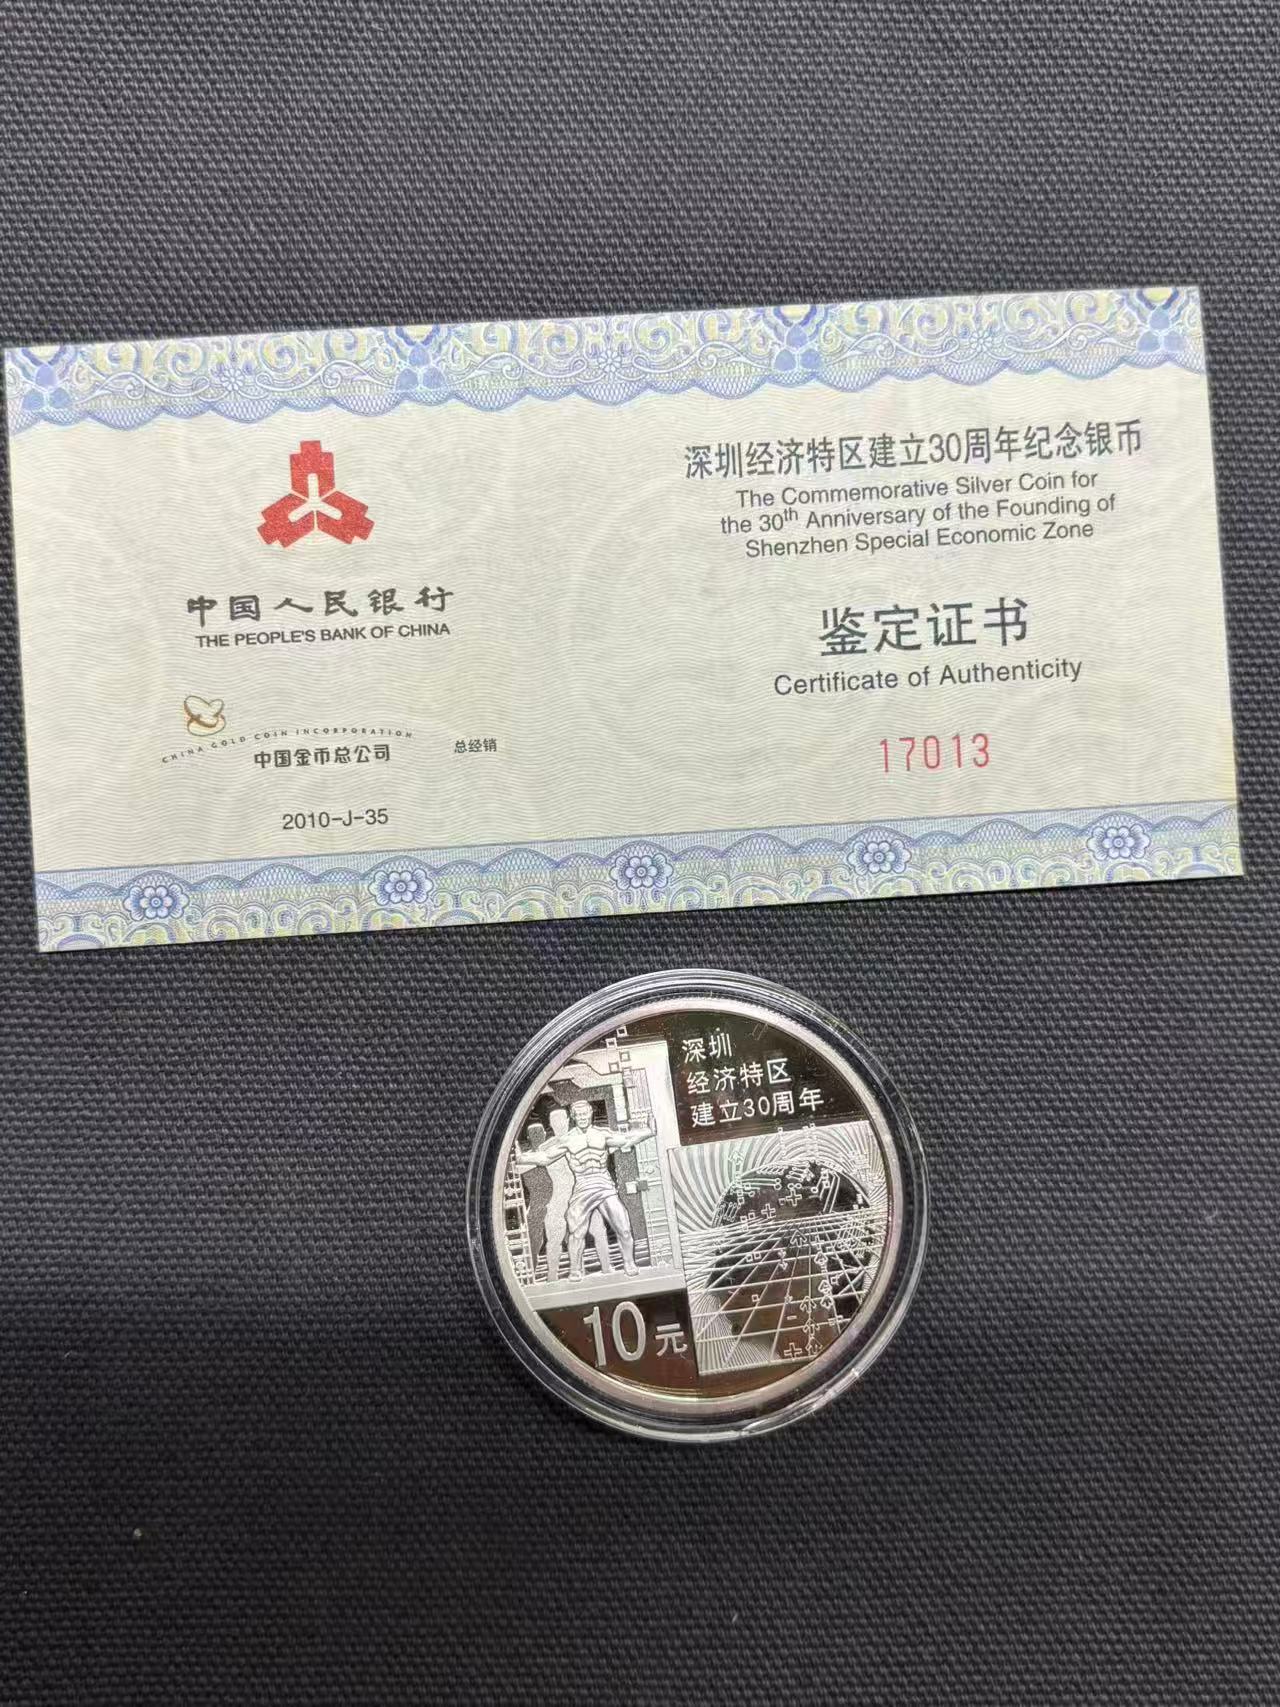 中国人民银行
THE PEOPLE'S BANK OF CHINA
CHINA GOLD COIN INCORPORATION
中国金币总公司
总经销
2010-J-35
深圳经济特区建立30周年纪念银币
The Commemorative Silver Coin for
the 30th Anniversary of the Founding of
Shenzhen Special Economic Zone
鉴定证书
Certificate of Authenticity
17013
深圳
经济特区
建立30周年
10元